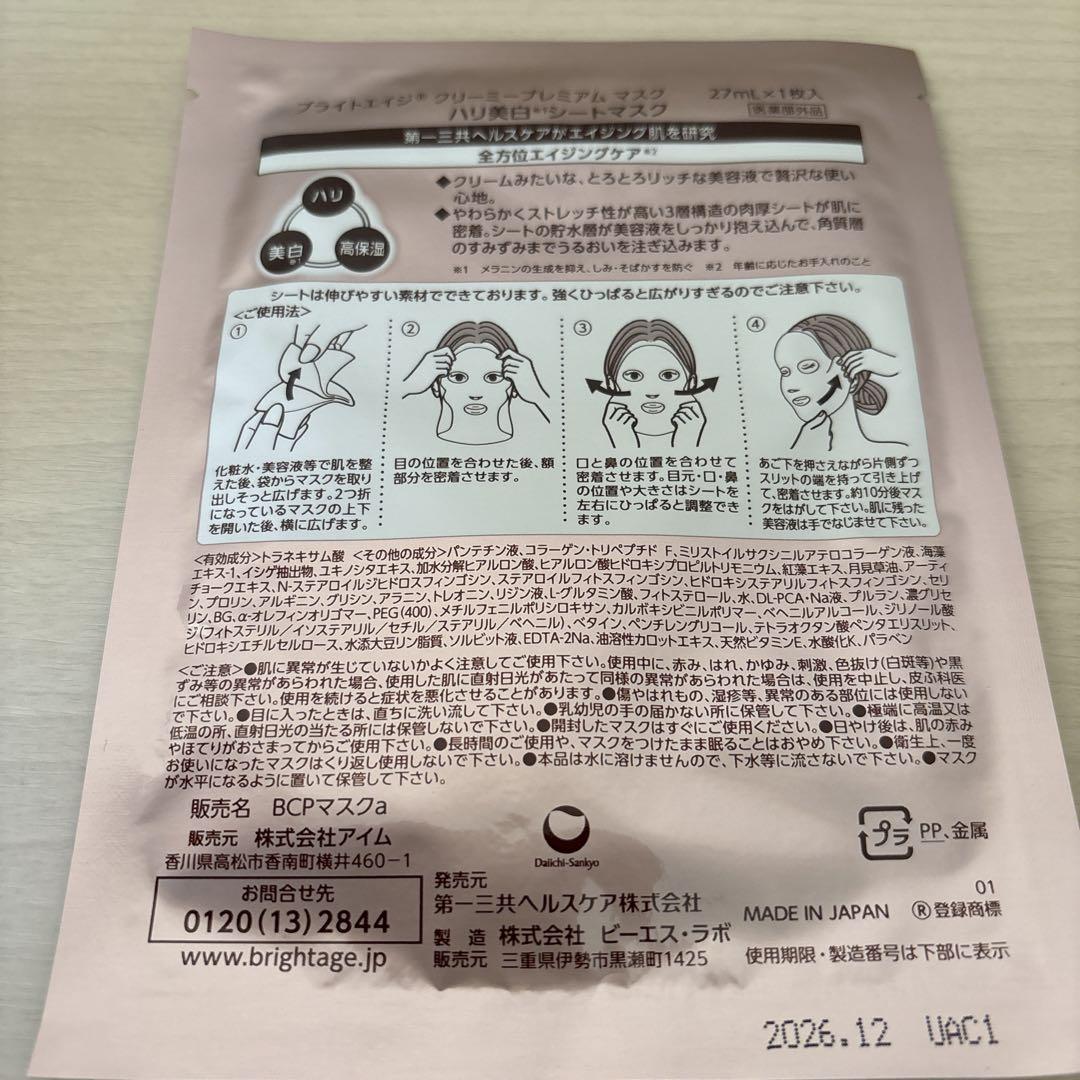 ブライトエイジ® クリーミープレミアム マスク 27mL×1枚入
ハリ美白※1シートマスク 医薬部外品
第一三共ヘルスケアがエイジング肌を研究
全方位エイジングケア※2
ハリ
美白※1
高保湿
◆クリームみたいな、とろとろリッチな美容液で贅沢な使い
心地。
◆やわらかくストレッチ性が高い3層構造の肉厚シートが肌に
密着。シートの貯水層が美容液をしっかり抱え込んで、角質層
のすみずみまでうるおいを注ぎ込みます。
※1 メラニンの生成を抑え、しみ・そばかすを防ぐ ※2 年齢に応じたお手入れのこと
シートは伸びやすい素材でできております。強くひっぱると広がりすぎるのでご注意下さい。
<ご使用法>
①
化粧水・美容液等で肌を整
えた後、袋からマスクを取り
出しそっと広げます。2つ折
になっているマスクの上下
を開いた後、横に広げます。
②
目の位置を合わせた後、額
部分を密着させます。
③
口と鼻の位置を合わせて
密着させます。目元・口・鼻
の位置や大きさはシートを
左右にひっぱると調整でき
ます。
④
あご下を押さえながら片側ずつ
スリットの端を持って引き上げ
て、密着させます。約10分後マス
クをはがして下さい。肌に残った
美容液は手でなじませて下さい。
<有効成分>トラネキサム酸 <その他の成分>パンテチン液、コラーゲン・トリペプチド F、ミリストイルサクシニルアテロコラーゲン液、海藻
エキス-1、イシゲ抽出物、ユキノシタエキス、加水分解ヒアルロン酸、ヒアルロン酸ヒドロキシプロピルトリモニウム、紅藻エキス、月見草油、アーティ
チョークエキス、N-ステアロイルジヒドロスフィンゴシン、ステアロイルフィトスフィンゴシン、ヒドロキシステアリルフィトスフィンゴシン、セリ
ン、プロリン、アルギニン、グリシン、アラニン、トレオニン、リジン液、L-グルタミン酸、フィトステロール、水、DL-PCA・Na液、プルラン、濃グリセ
リン、BG、α-オレフィンオリゴマー、PEG(400)、メチルフェニルポリシロキサン、カルボキシビニルポリマー、ベヘニルアルコール、ジリノール酸
ジ(フィトステリル/イソステアリル/セチル/ステアリル/ベヘニル)、ベタイン、ペンチレングリコール、テトラオクタン酸ペンタエリスリット、
ヒドロキシエチルセルロース、水添大豆リン脂質、ソルビット液、EDTA-2Na、油溶性カロットエキス、天然ビタミンE、水酸化K、パラベン
<ご注意>●肌に異常が生じていないかよく注意してご使用下さい。使用中に、赤み、はれ、かゆみ、刺激、色抜け(白斑等)や黒
ずみ等の異常があらわれた場合、使用した肌に直射日光があたって同様の異常があらわれた場合は、使用を中止し、皮ふ科医
にご相談下さい。使用を続けると症状を悪化させることがあります。●傷やはれもの、湿疹等、異常のある部位には使用しない
で下さい。●目に入ったときは、直ちに洗い流して下さい。●乳幼児の手の届かない所に保管して下さい。●極端に高温又は
低温の所、直射日光の当たる所には保管しないで下さい。●開封したマスクはすぐにご使用ください。●日やけ後は、肌の赤み
やほてりがおさまってからご使用下さい。●長時間のご使用や、マスクをつけたまま眠ることはおやめ下さい。●衛生上、一度
お使いになったマスクはくり返し使用しないで下さい。●本品は水に溶けませんので、下水等に流さないで下さい。●マスク
が水平になるように置いて保管して下さい。
販売名 BCPマスクa
販売元 株式会社アイム
香川県高松市香南町横井460-1
お問合せ先
0120(13)2844
www.brightage.jp
Daiichi-Sankyo
発売元
第一三共ヘルスケア株式会社
製 造 株式会社 ビーエス・ラボ
販売元 三重県伊勢市黒瀬町1425
プラ PP、金属
01
MADE IN JAPAN ®登録商標
使用期限・製造番号は下部に表示
2026.12 UAC1